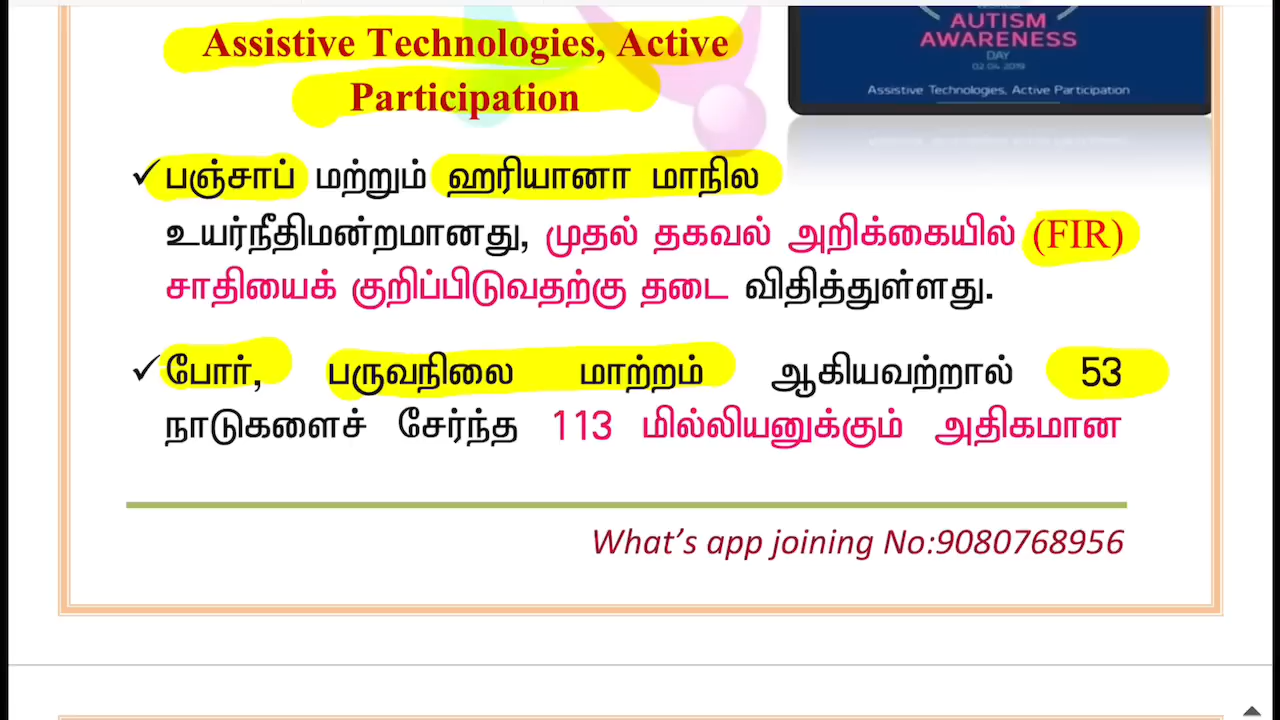 AUTISM
AWARENESS
DAY
02.04.2019
Assistive Technologies, Active Participation
Assistive Technologies, Active
Participation
✓பஞ்சாப் மற்றும் ஹரியானா மாநில
உயர்நீதிமன்றமானது, முதல் தகவல் அறிக்கையில் (FIR)
சாதியைக் குறிப்பிடுவதற்கு தடை விதித்துள்ளது.
✓போர், பருவநிலை மாற்றம் ஆகியவற்றால் 53
நாடுகளைச் சேர்ந்த 113 மில்லியனுக்கும் அதிகமான
What's app joining No:9080768956